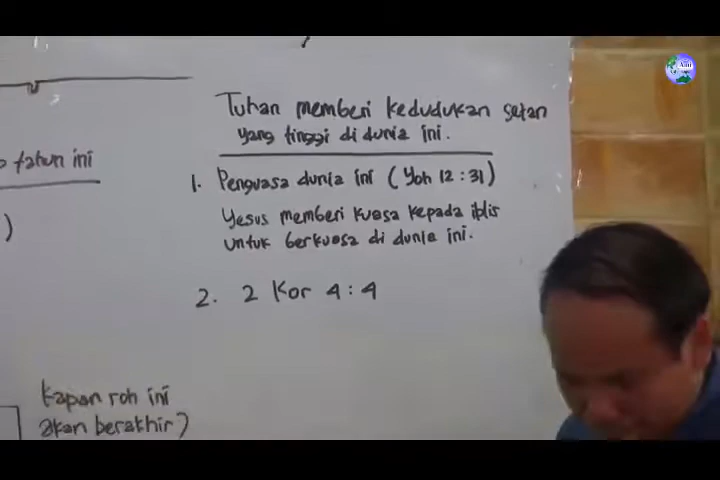 Tuhan memberi kedudukan setan
yang tinggi di dunia ini.
1. Penguasa dunia ini (Yoh 12:31)
Yesus memberi kuasa kepada iblis
untuk berkuasa di dunia ini.
2. 2 Kor 4:4
tahun ini
)
kapan roh ini
akan berakhir?